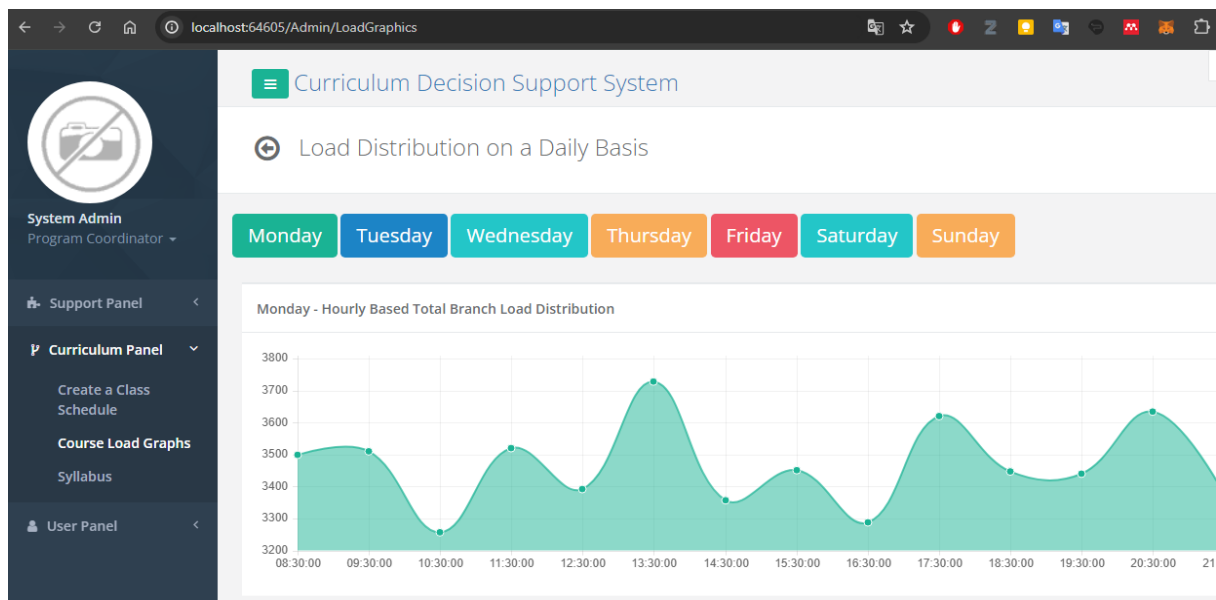 localhost:64605/Admin/LoadGraphics
Curriculum Decision Support System
Load Distribution on a Daily Basis
System Admin
Program Coordinator
Monday Tuesday Wednesday Thursday Friday Saturday Sunday
Support Panel
Curriculum Panel
Create a Class
Schedule
Course Load Graphs
Syllabus
User Panel
Monday - Hourly Based Total Branch Load Distribution
3800
3700
3600
3500
3400
3300
3200
08:30:00 09:30:00 10:30:00 11:30:00 12:30:00 13:30:00 14:30:00 15:30:00 16:30:00 17:30:00 18:30:00 19:30:00 20:30:00 21